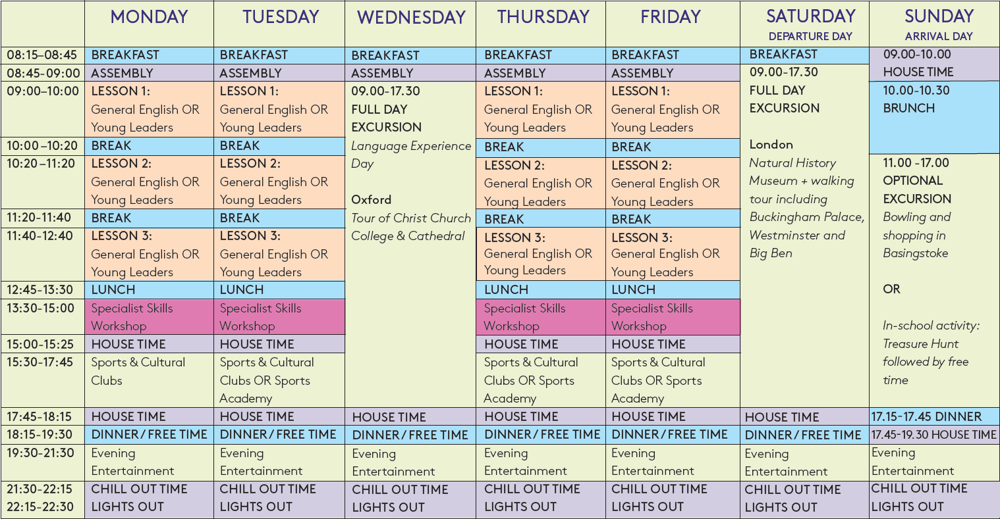 MONDAY TUESDAY WEDNESDAY THURSDAY FRIDAY SATURDAY SUNDAY
DEPARTURE DAY ARRIVAL DAY
08:15–08:45 BREAKFAST BREAKFAST BREAKFAST BREAKFAST BREAKFAST BREAKFAST 09.00-10.00
08:45-09:00 ASSEMBLY ASSEMBLY ASSEMBLY ASSEMBLY ASSEMBLY 09.00-17.30 HOUSE TIME
09:00–10:00 LESSON 1: LESSON 1: 09.00-17.30 LESSON 1: LESSON 1: FULL DAY 10.00-10.30
General English OR General English OR FULL DAY General English OR General English OR EXCURSION BRUNCH
Young Leaders Young Leaders EXCURSION Young Leaders Young Leaders
10:00–10:20 BREAK BREAK Language Experience BREAK BREAK London
10:20–11:20 LESSON 2: LESSON 2: Day LESSON 2: LESSON 2: Natural History 11.00 -17.00
General English OR General English OR General English OR General English OR Museum + walking OPTIONAL
Young Leaders Young Leaders Oxford Young Leaders Young Leaders tour including EXCURSION
11:20-11:40 BREAK BREAK Tour of Christ Church BREAK BREAK Buckingham Palace, Bowling and
11:40-12:40 LESSON 3: LESSON 3: College & Cathedral LESSON 3: LESSON 3: Westminster and shopping in
General English OR General English OR General English OR General English OR Big Ben Basingstoke
Young Leaders Young Leaders Young Leaders Young Leaders
12:45-13:30 LUNCH LUNCH LUNCH LUNCH OR
13:30-15:00 Specialist Skills Specialist Skills Specialist Skills Specialist Skills
Workshop Workshop Workshop Workshop In-school activity:
15:00-15:25 HOUSE TIME HOUSE TIME HOUSE TIME HOUSE TIME Treasure Hunt
15:30-17:45 Sports & Cultural Sports & Cultural Sports & Cultural Sports & Cultural followed by free
Clubs Clubs OR Sports Clubs OR Sports Clubs OR Sports time
Academy Academy Academy
17:45-18:15 HOUSE TIME HOUSE TIME HOUSE TIME HOUSE TIME HOUSE TIME HOUSE TIME 17.15-17.45 DINNER
18:15-19:30 DINNER / FREE TIME DINNER / FREE TIME DINNER / FREE TIME DINNER / FREE TIME DINNER / FREE TIME DINNER / FREE TIME 17.45-19.30 HOUSE TIME
19:30-21:30 Evening Evening Evening Evening Evening Evening Evening
Entertainment Entertainment Entertainment Entertainment Entertainment Entertainment Entertainment
21:30-22:15 CHILL OUT TIME CHILL OUT TIME CHILL OUT TIME CHILL OUT TIME CHILL OUT TIME CHILL OUT TIME CHILL OUT TIME
22:15-22:30 LIGHTS OUT LIGHTS OUT LIGHTS OUT LIGHTS OUT LIGHTS OUT LIGHTS OUT LIGHTS OUT